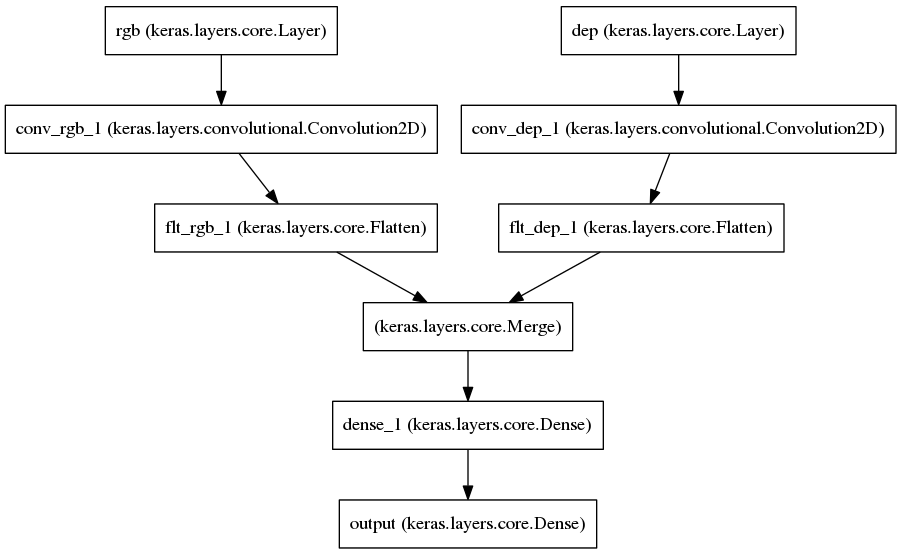 rgb (keras.layers.core.Layer)
dep (keras.layers.core.Layer)
conv_rgb_1 (keras.layers.convolutional.Convolution2D)
conv_dep_1 (keras.layers.convolutional.Convolution2D)
flt_rgb_1 (keras.layers.core.Flatten)
flt_dep_1 (keras.layers.core.Flatten)
(keras.layers.core.Merge)
dense_1 (keras.layers.core.Dense)
output (keras.layers.core.Dense)